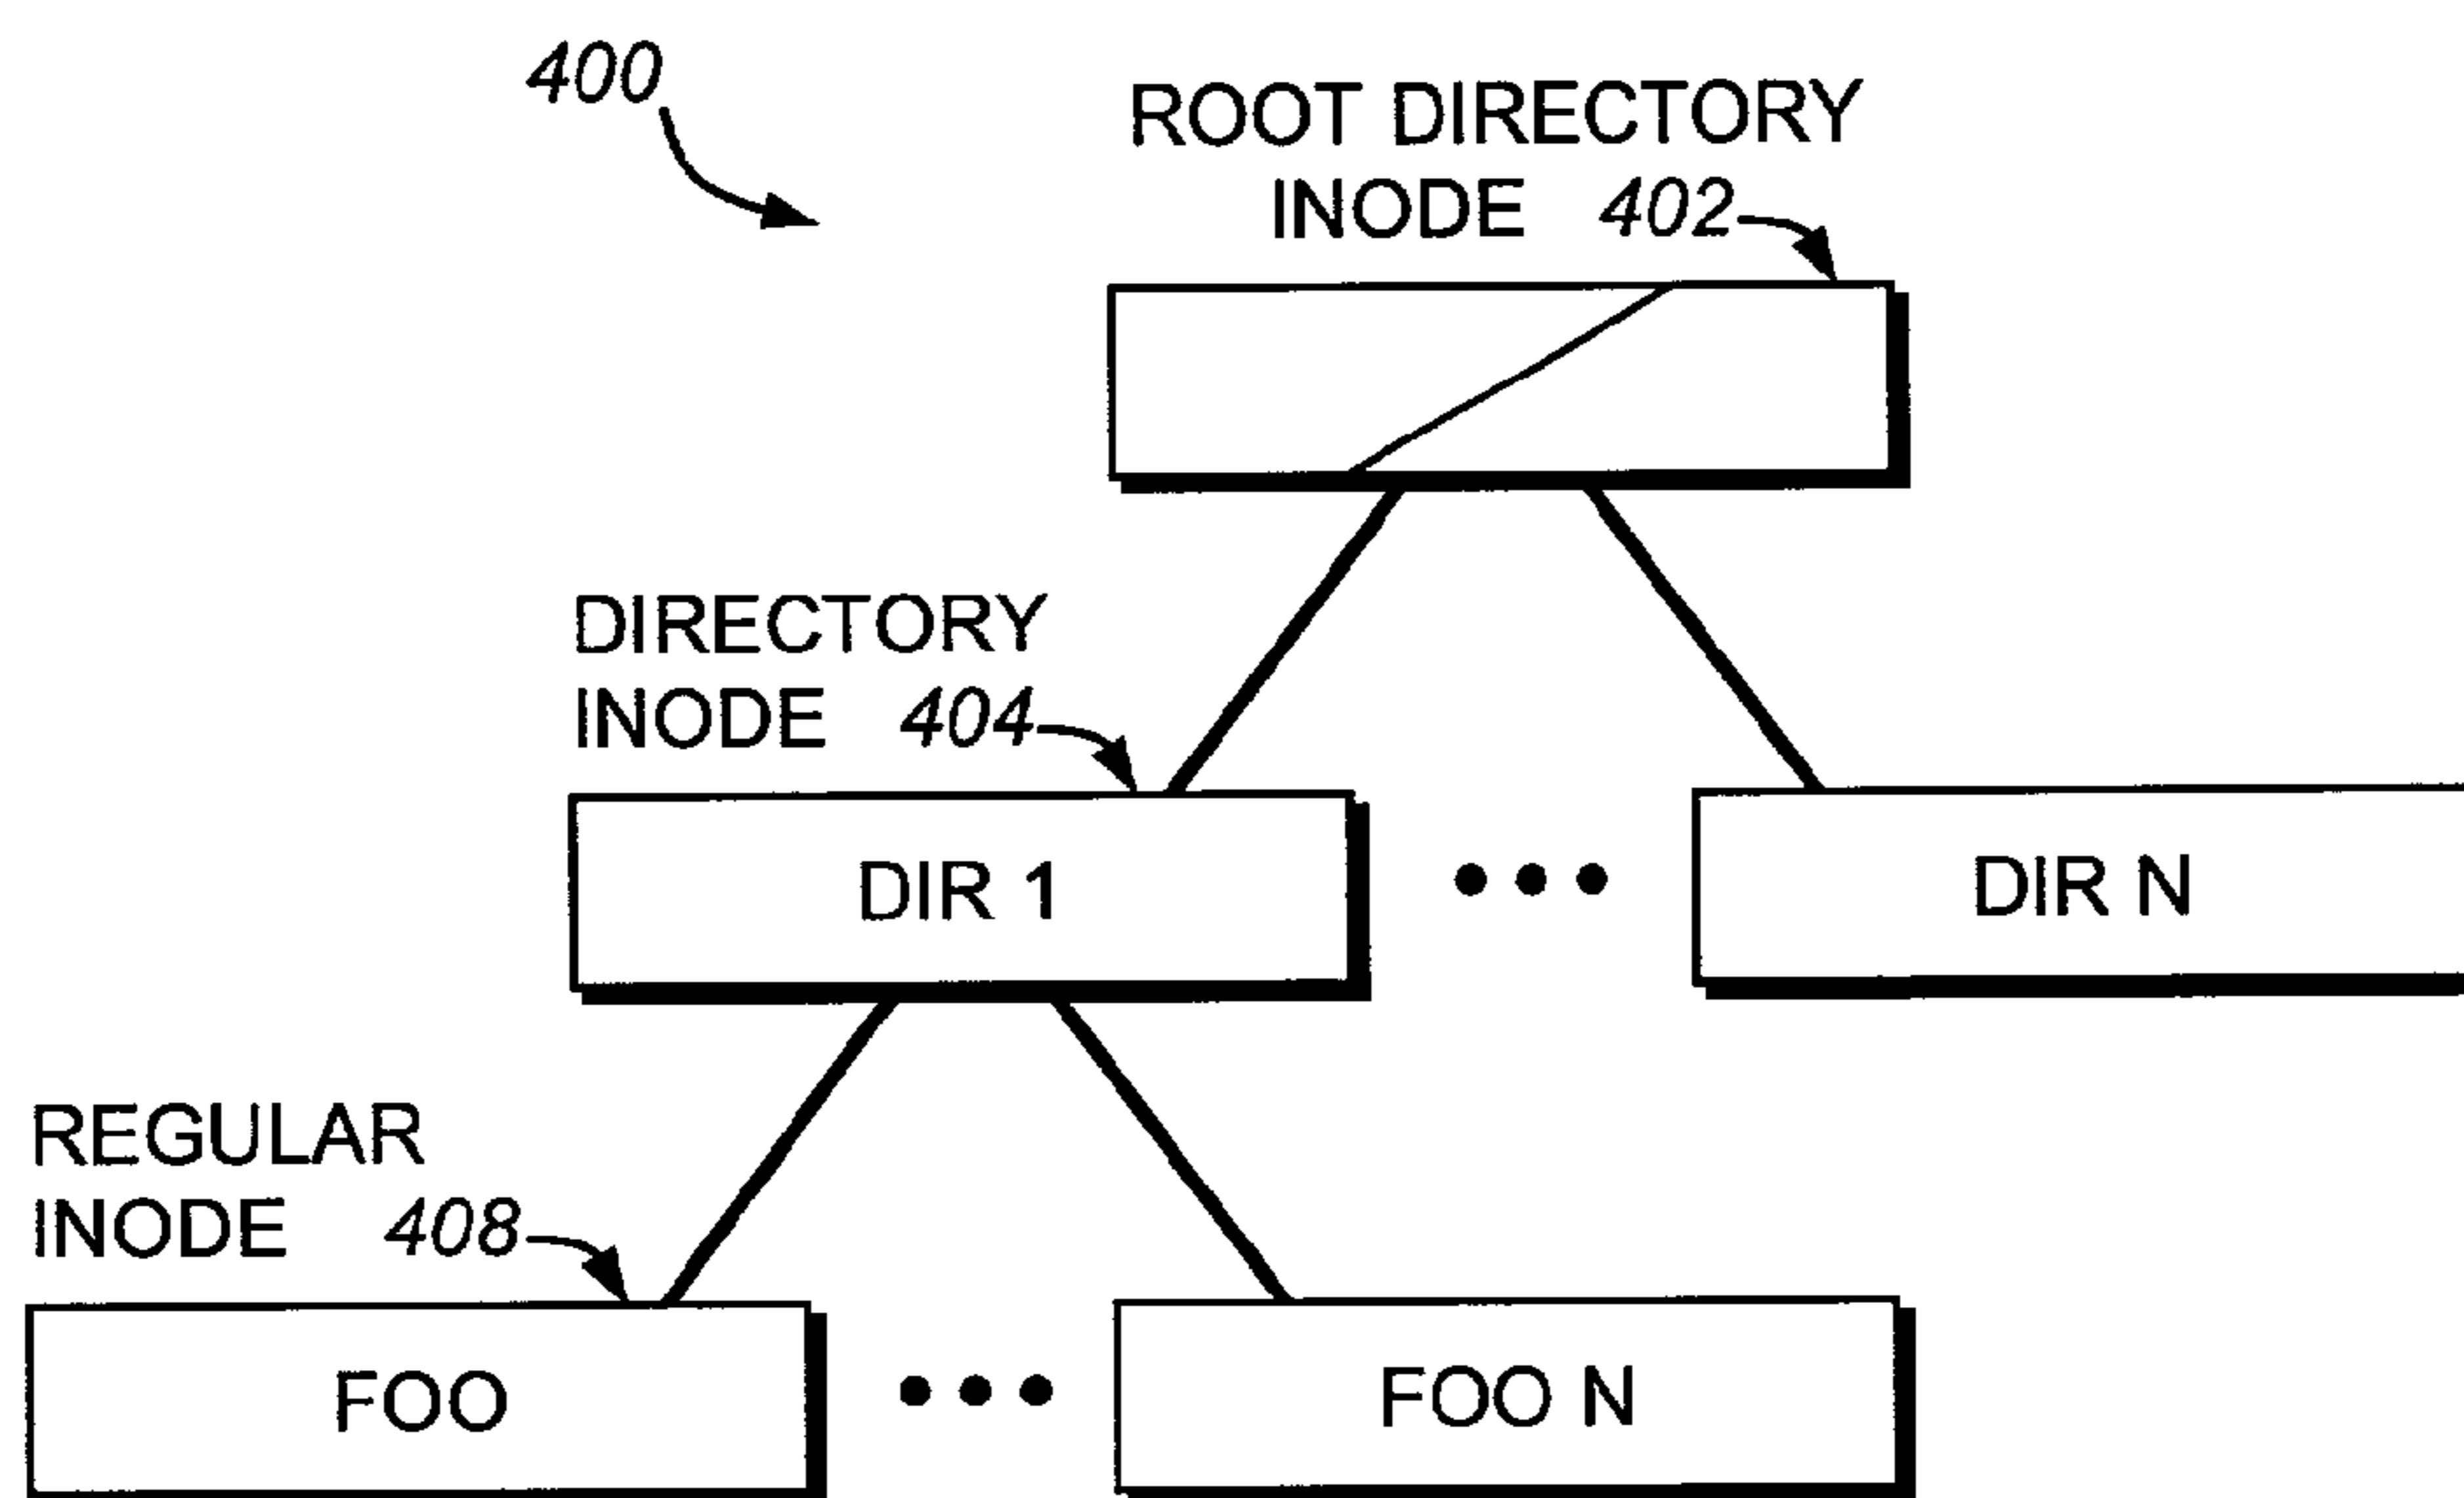 400
ROOT DIRECTORY
INODE 402
DIRECTORY
INODE 404
DIR 1 ••• DIR N
REGULAR
INODE 408
FOO ••• FOO N